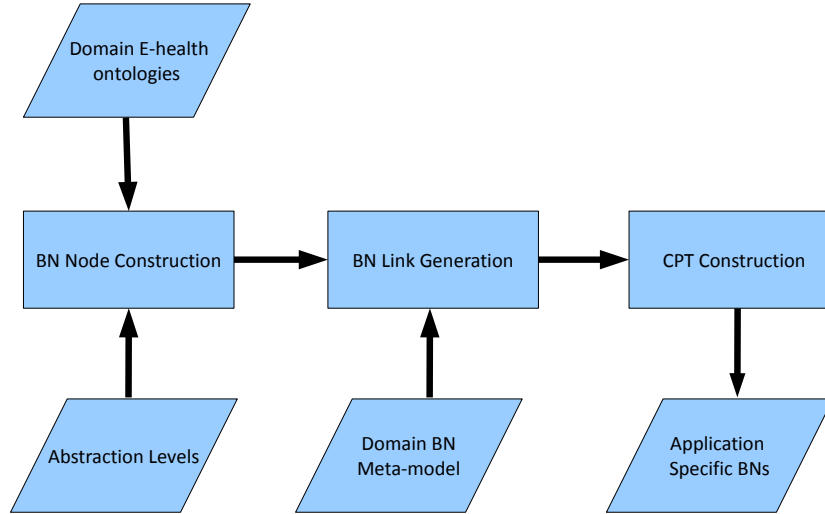 Domain E-health
ontologies
BN Node Construction
BN Link Generation
CPT Construction
Abstraction Levels
Domain BN
Meta-model
Application
Specific BNs